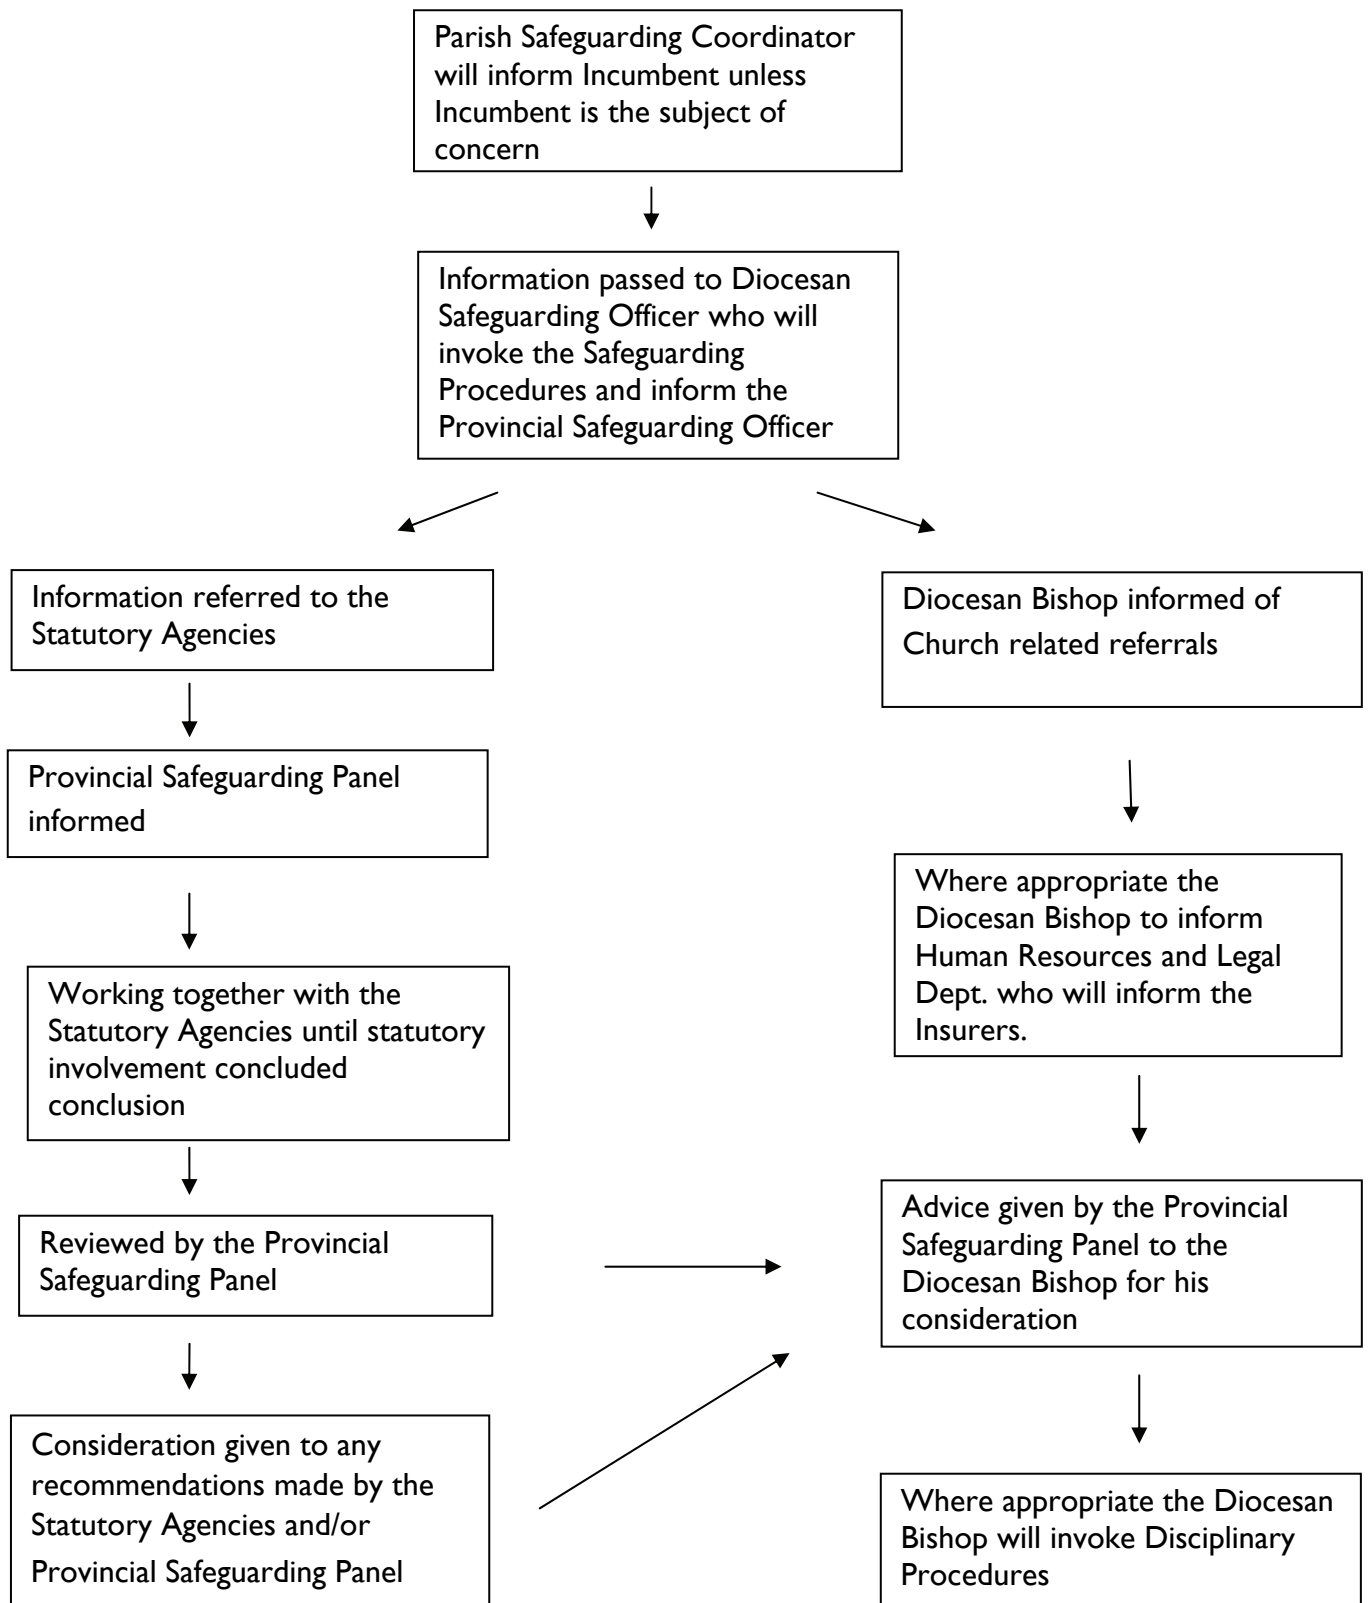 Parish Safeguarding Coordinator
will inform Incumbent unless
Incumbent is the subject of
concern
Information passed to Diocesan
Safeguarding Officer who will
invoke the Safeguarding
Procedures and inform the
Provincial Safeguarding Officer
Information referred to the
Statutory Agencies
Diocesan Bishop informed of
Church related referrals
Provincial Safeguarding Panel
informed
Where appropriate the
Diocesan Bishop to inform
Human Resources and Legal
Dept. who will inform the
Insurers.
Working together with the
Statutory Agencies until statutory
involvement concluded
conclusion
Reviewed by the Provincial
Safeguarding Panel
Advice given by the Provincial
Safeguarding Panel to the
Diocesan Bishop for his
consideration
Consideration given to any
recommendations made by the
Statutory Agencies and/or
Provincial Safeguarding Panel
Where appropriate the Diocesan
Bishop will invoke Disciplinary
Procedures